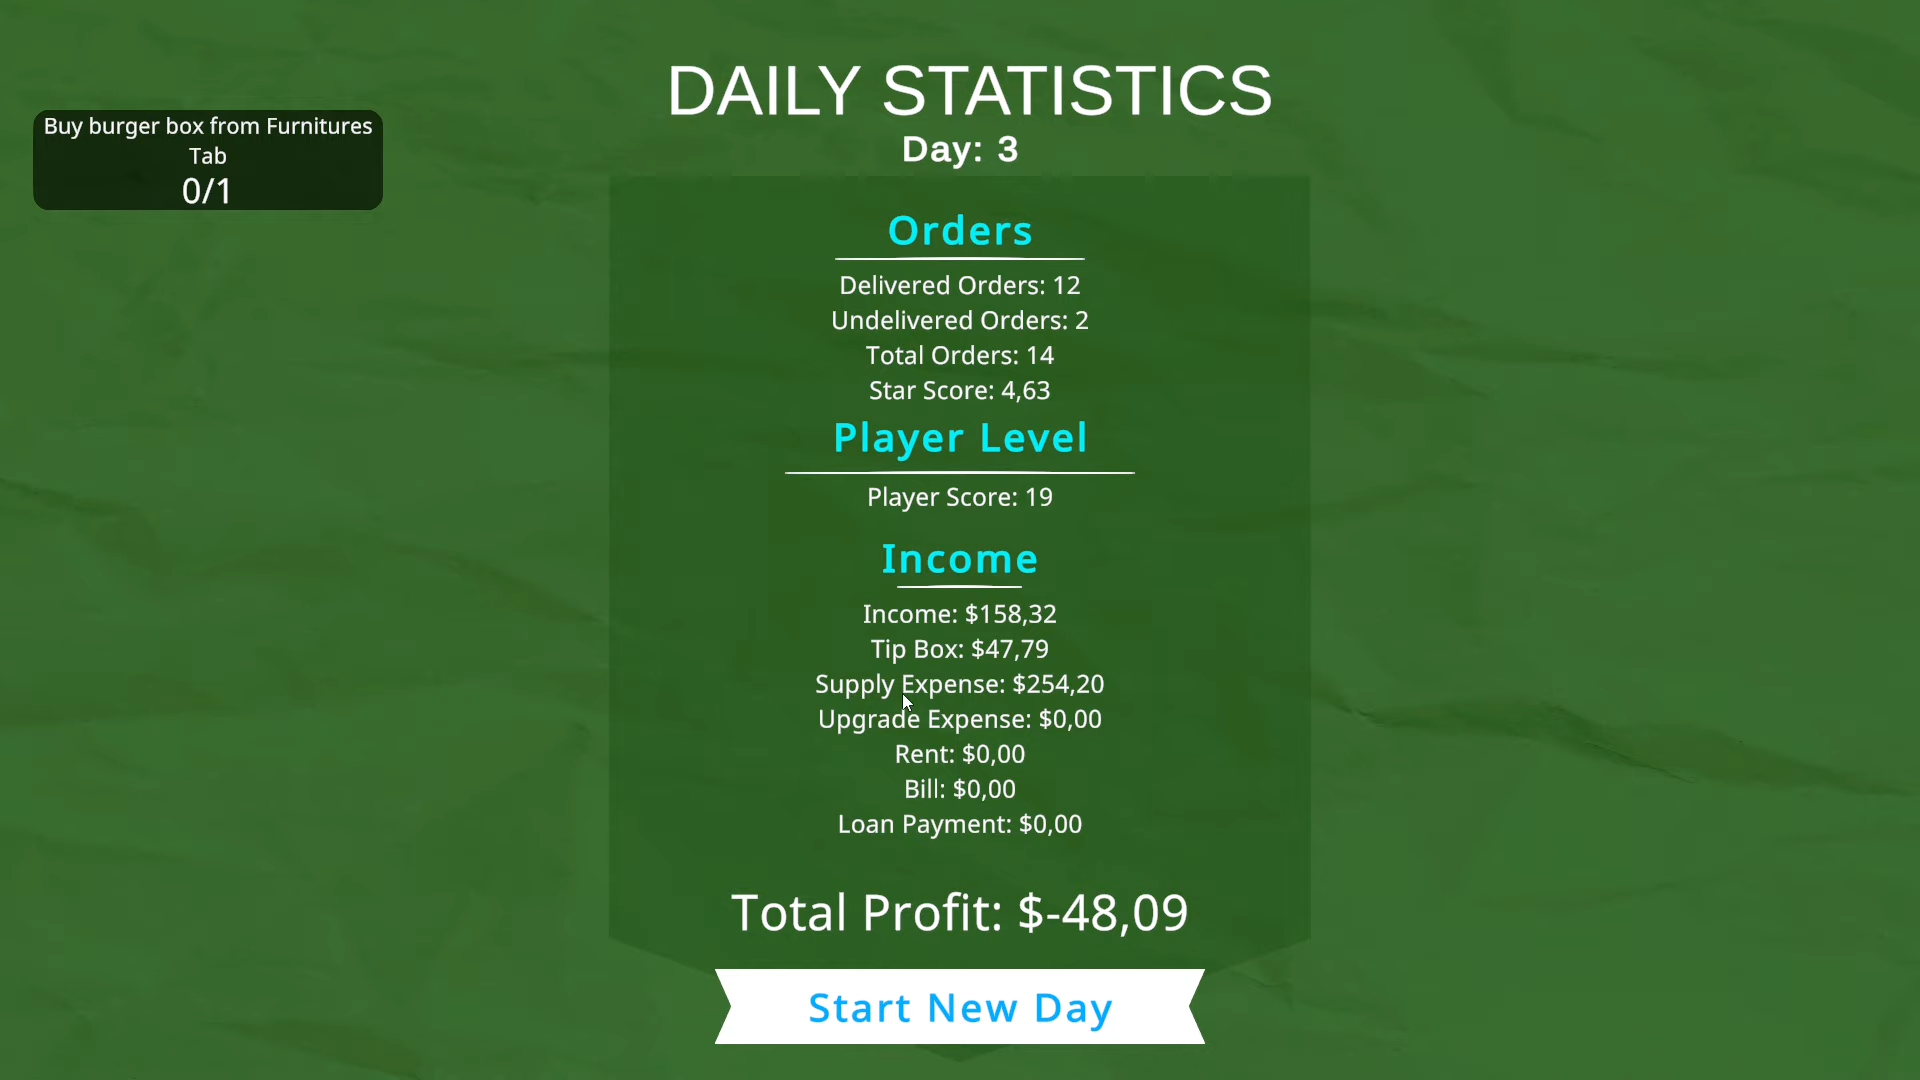 DAILY STATISTICS
Day: 3
Buy burger box from Furnitures
Tab
0/1
Orders
Delivered Orders: 12
Undelivered Orders: 2
Total Orders: 14
Star Score: 4,63
Player Level
Player Score: 19
Income
Income: $158,32
Tip Box: $47,79
Supply Expense: $254,20
Upgrade Expense: $0,00
Rent: $0,00
Bill: $0,00
Loan Payment: $0,00
Total Profit: $-48,09
Start New Day